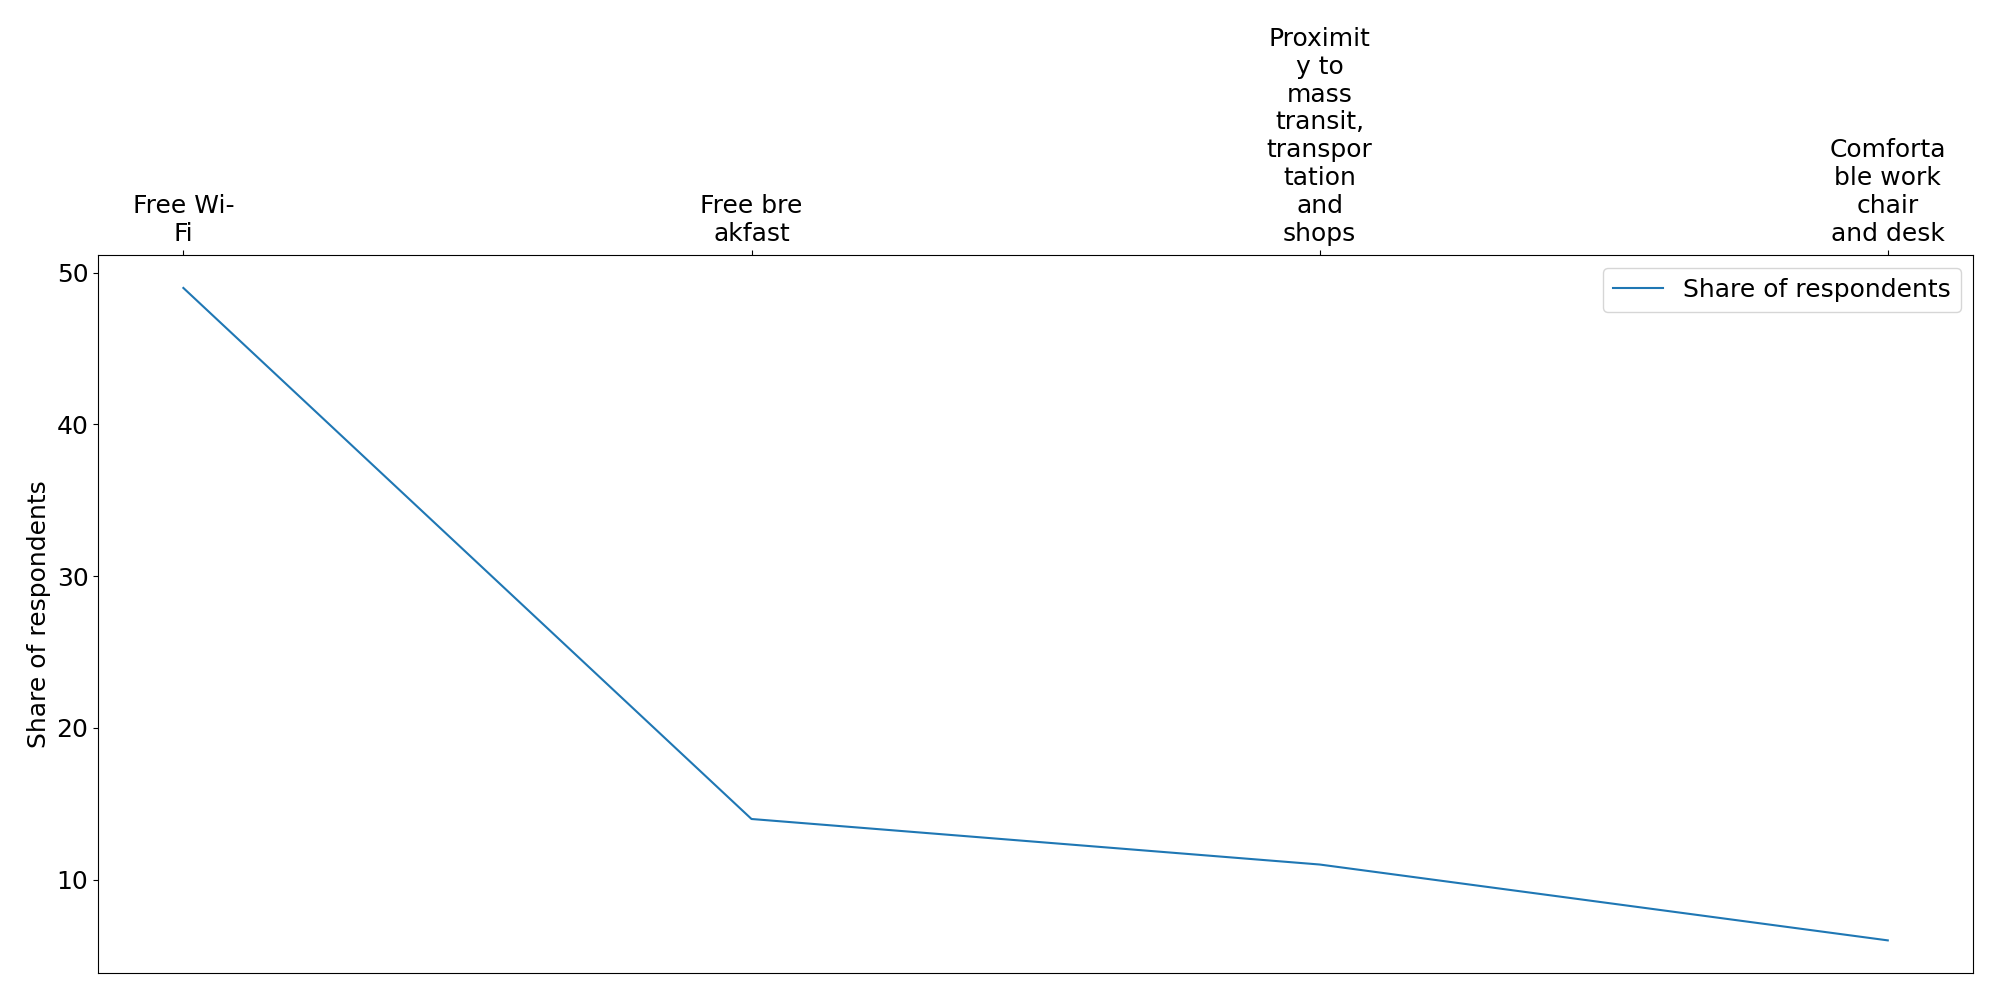 Free Wi-
Fi
Free bre
akfast
Proximit
y to
mass
transit,
transpor
tation
and
shops
Comforta
ble work
chair
and desk
Share of respondents
50
40
30
20
10
Share of respondents